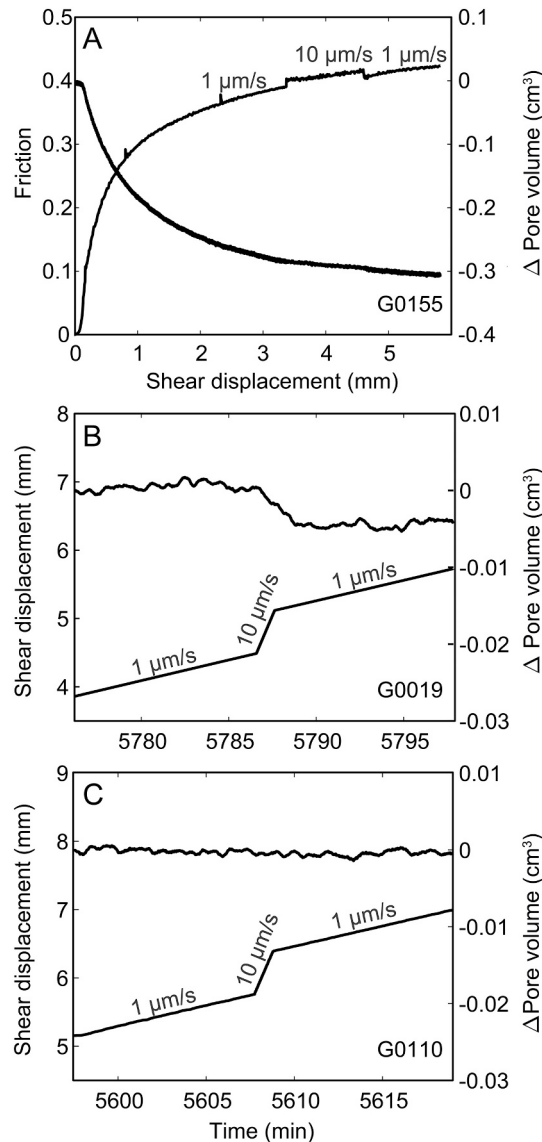 A
0.5
0.4
0.3
0.2
0.1
0
Friction
0.1
0
-0.1
-0.2
-0.3
-0.4
Δ Pore volume (cm³)
1 µm/s
10 µm/s
1 µm/s
G0155
0 1 2 3 4 5
Shear displacement (mm)
B
8
7
6
5
4
Shear displacement (mm)
0.01
0
-0.01
-0.02
-0.03
Δ Pore volume (cm³)
1 µm/s
10 µm/s
1 µm/s
G0019
5780 5785 5790 5795
C
9
8
7
6
5
Shear displacement (mm)
0.01
0
-0.01
-0.02
-0.03
Δ Pore volume (cm³)
1 µm/s
10 µm/s
1 µm/s
G0110
5600 5605 5610 5615
Time (min)